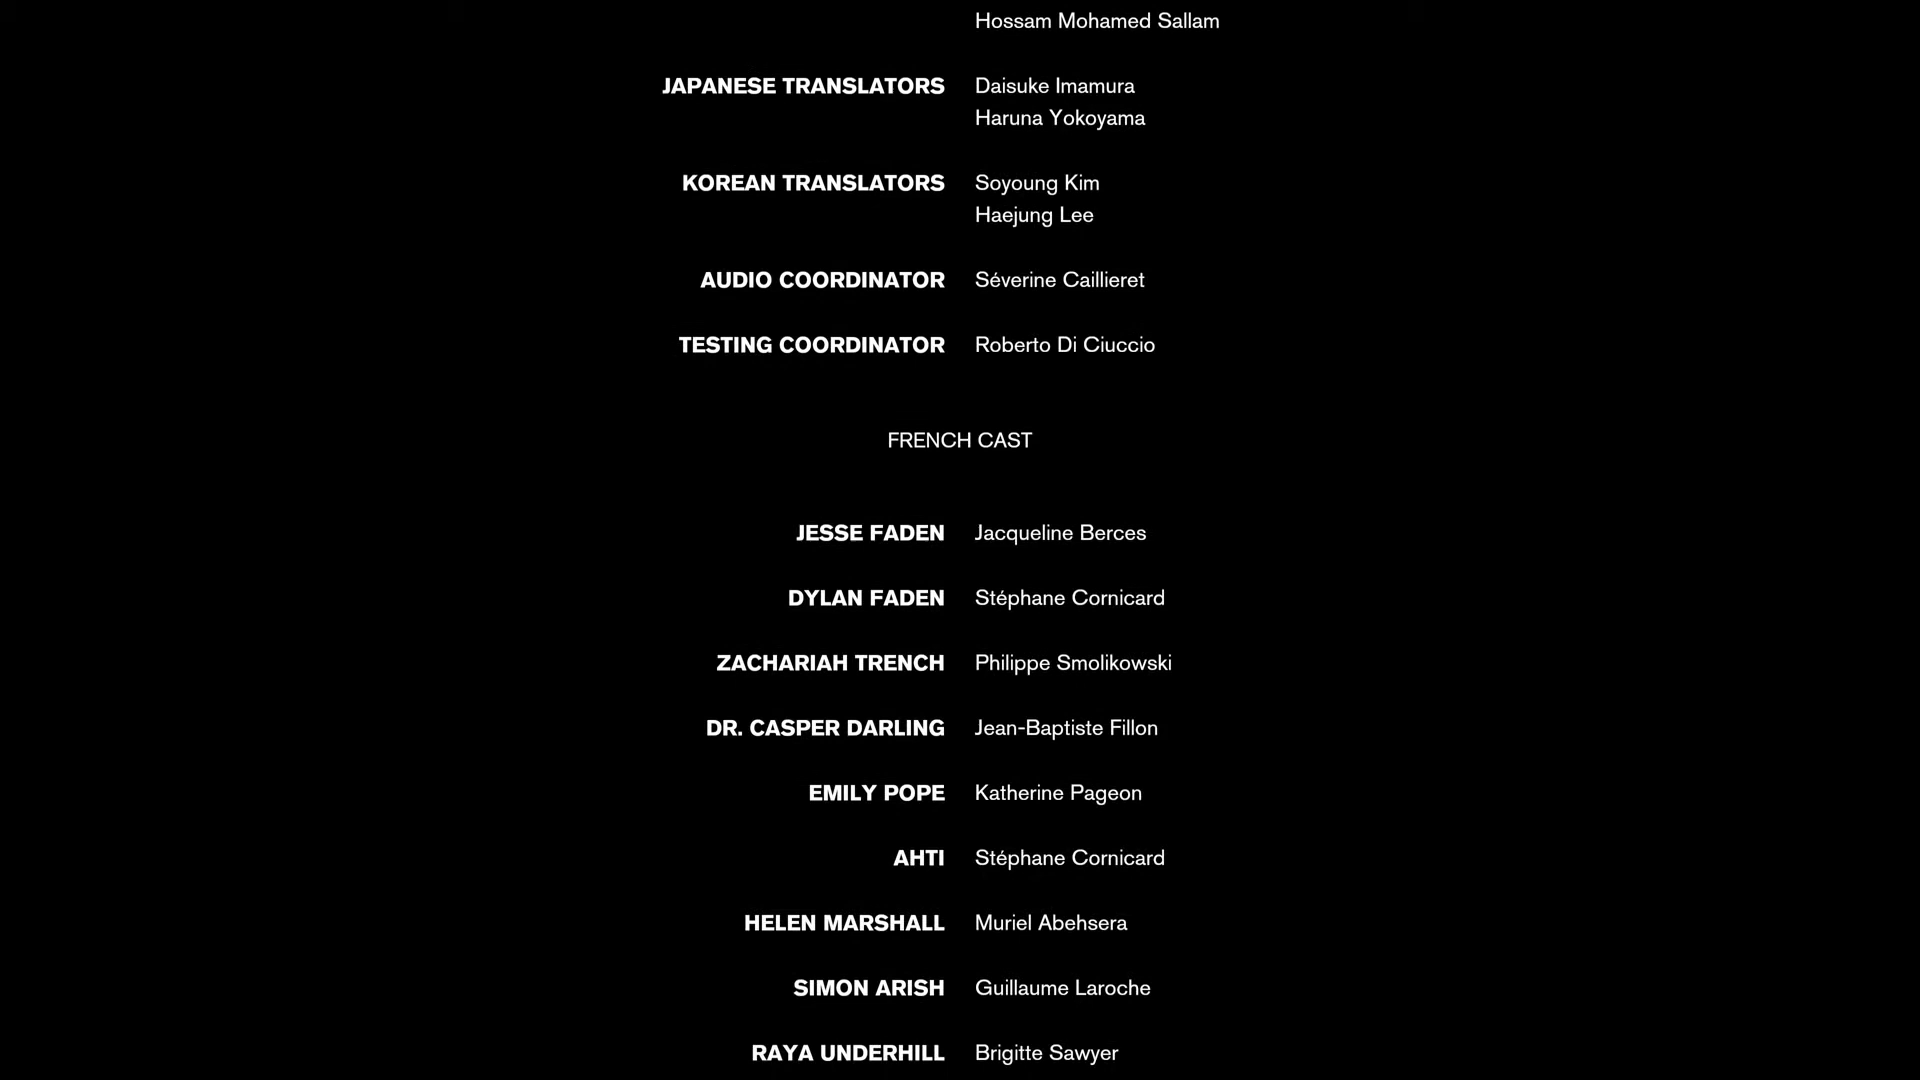 Hossam Mohamed Sallam
JAPANESE TRANSLATORS Daisuke Imamura
Haruna Yokoyama
KOREAN TRANSLATORS Soyoung Kim
Haejung Lee
AUDIO COORDINATOR Séverine Caillieret
TESTING COORDINATOR Roberto Di Ciuccio
FRENCH CAST
JESSE FADEN Jacqueline Berces
DYLAN FADEN Stéphane Cornicard
ZACHARIAH TRENCH Philippe Smolikowski
DR. CASPER DARLING Jean-Baptiste Fillon
EMILY POPE Katherine Pageon
AHTI Stéphane Cornicard
HELEN MARSHALL Muriel Abehsera
SIMON ARISH Guillaume Laroche
RAYA UNDERHILL Brigitte Sawyer